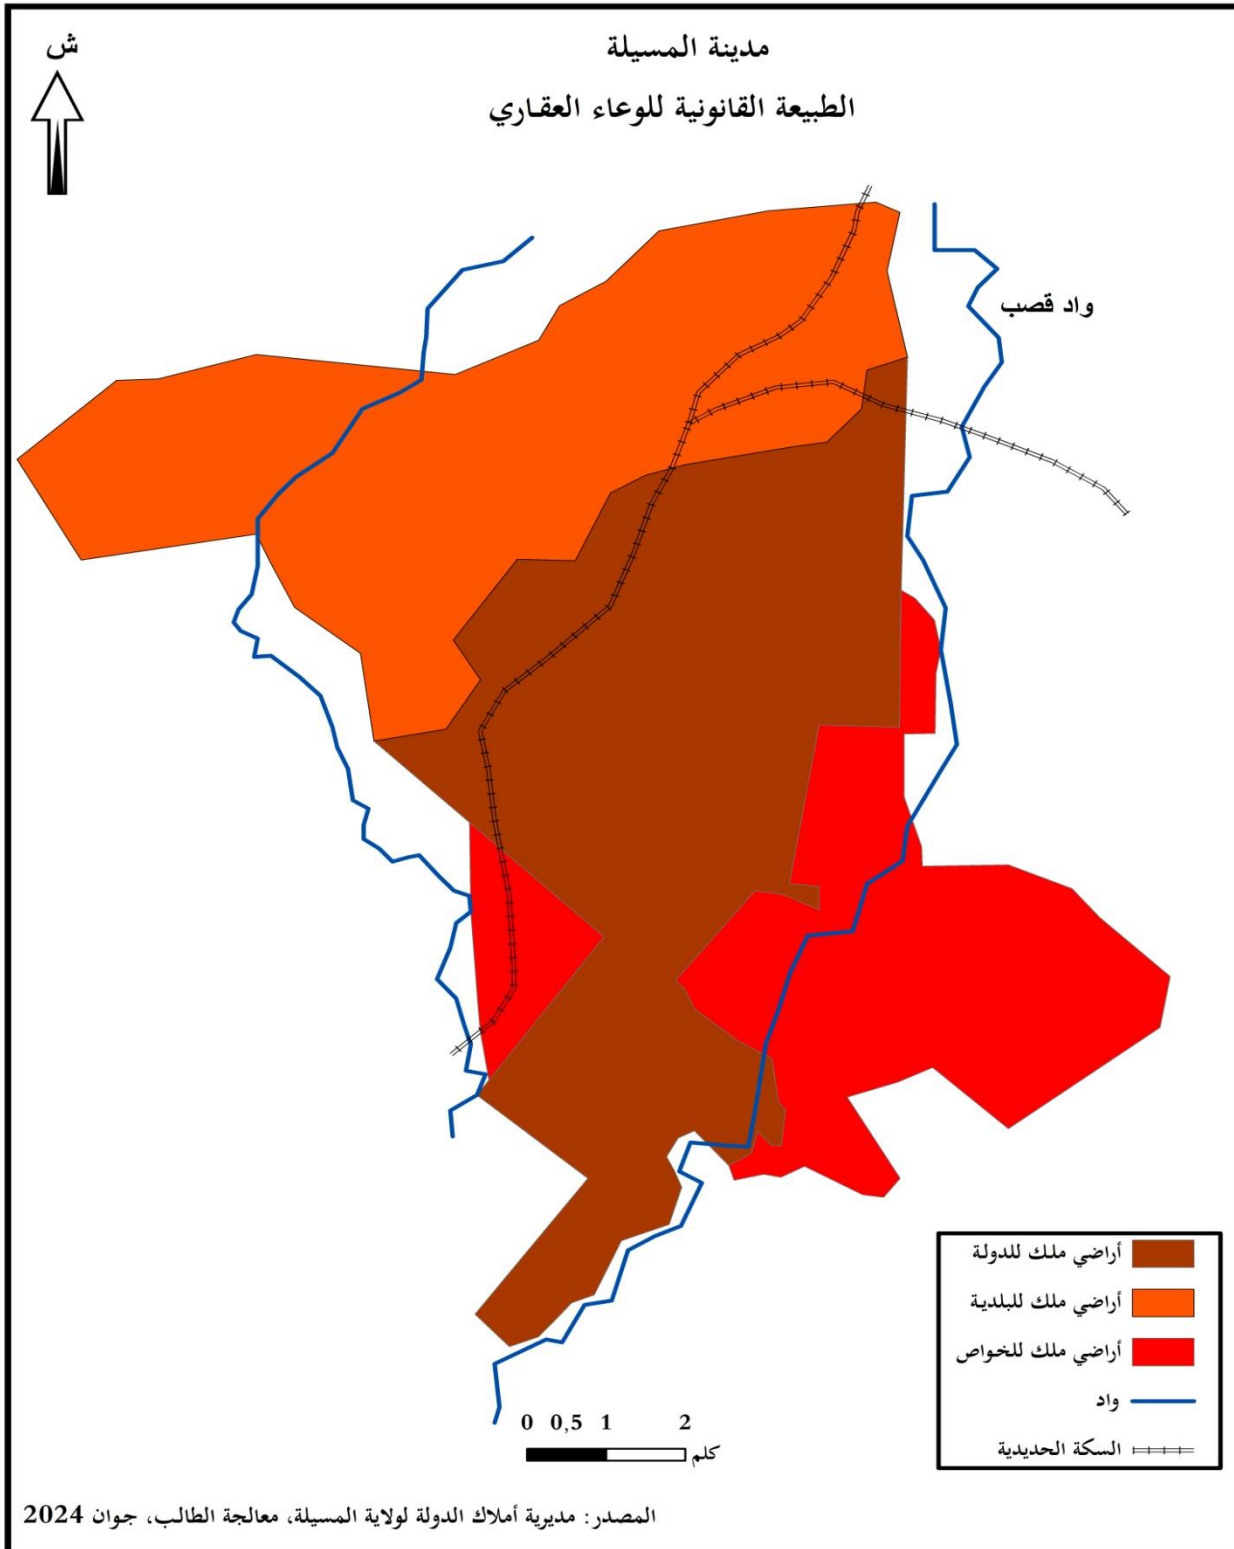 ش
مدينة المسيلة
الطبيعة القانونية للوعاء العقاري
واد قصب
أراضي ملك للدولة
أراضي ملك للبلدية
أراضي ملك للخواص
واد
السكة الحديدية
0 0,5 1 2
كلم
المصدر: مديرية أملاك الدولة لولاية المسيلة، معالجة الطالب، جوان 2024